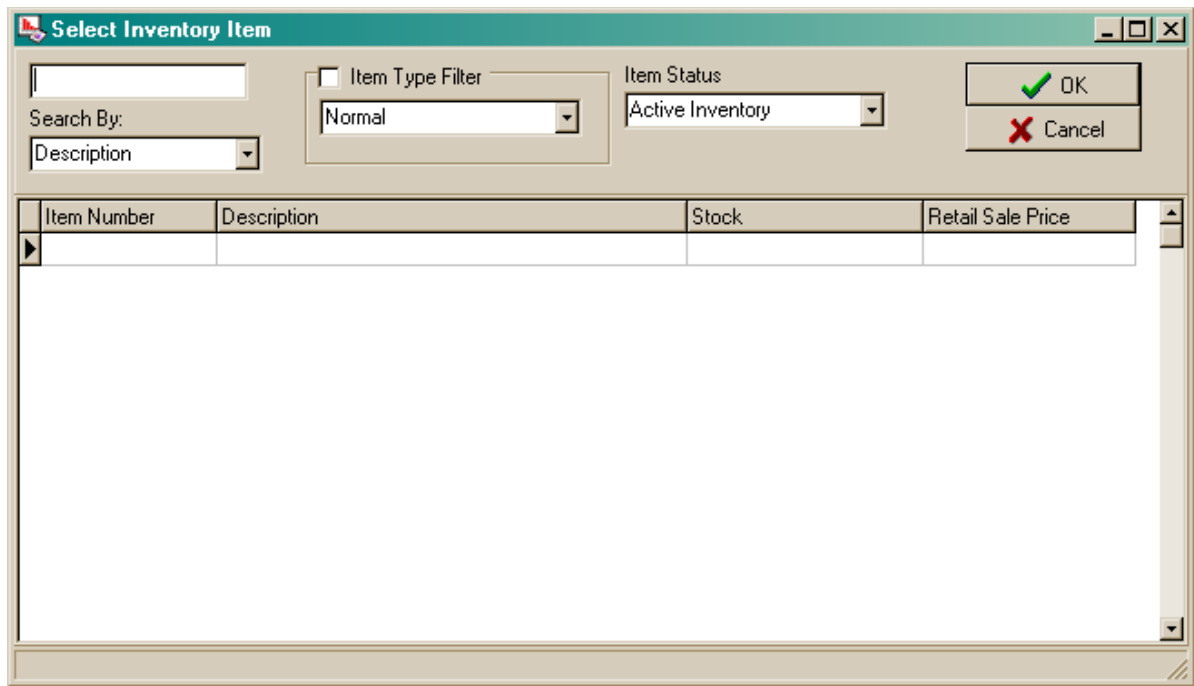 Select Inventory Item
Search By:
Description
Item Type Filter
Normal
Item Status
Active Inventory
OK
Cancel
Item Number Description Stock Retail Sale Price